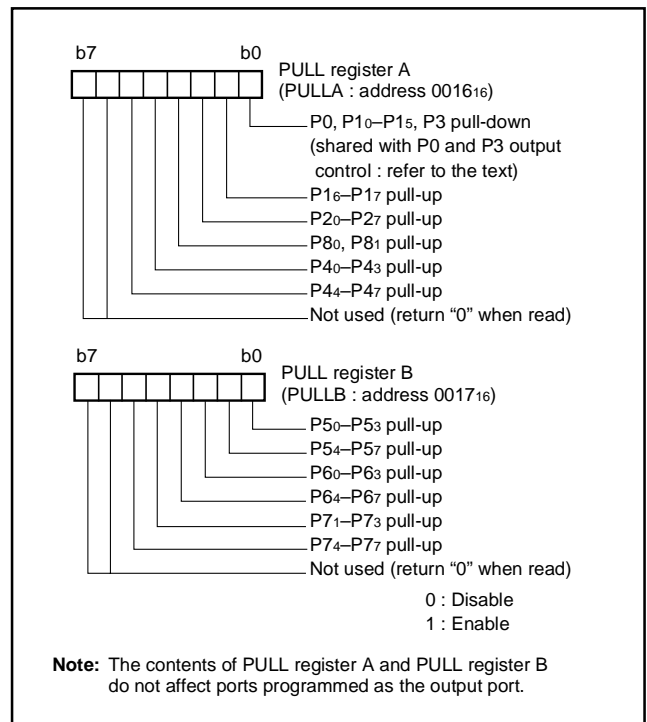 b7 b0
PULL register A
(PULLA : address 0016₁₆)
P0, P1₀–P1₅, P3 pull-down
(shared with P0 and P3 output
control : refer to the text)
P1₆–P1₇ pull-up
P2₀–P2₇ pull-up
P8₀, P8₁ pull-up
P4₀–P4₃ pull-up
P4₄–P4₇ pull-up
Not used (return “0” when read)
b7 b0
PULL register B
(PULLB : address 0017₁₆)
P5₀–P5₃ pull-up
P5₄–P5₇ pull-up
P6₀–P6₃ pull-up
P6₄–P6₇ pull-up
P7₁–P7₃ pull-up
P7₄–P7₇ pull-up
Not used (return “0” when read)
0 : Disable
1 : Enable
Note: The contents of PULL register A and PULL register B
do not affect ports programmed as the output port.